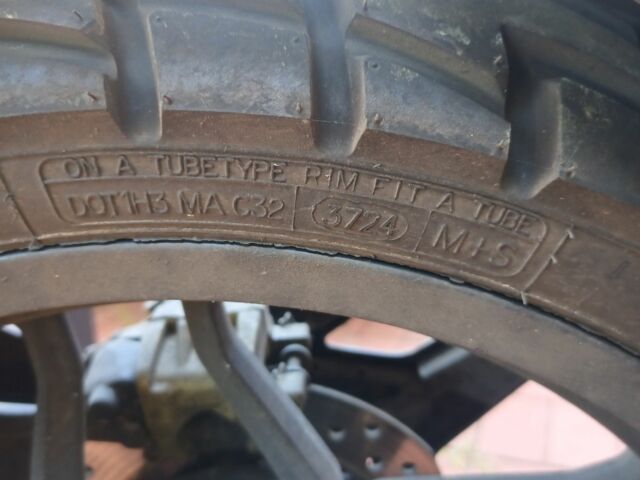 ON A TUBETYPE RIM FIT A TUBE
DOT1H3 MA C32 3724 M+S